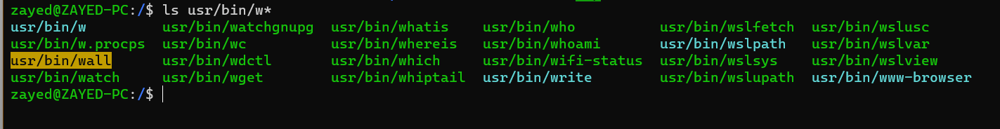 zayed@ZAYED-PC:/$ ls usr/bin/w*
usr/bin/w usr/bin/watchgnupg usr/bin/whatis usr/bin/who usr/bin/wslfetch usr/bin/wslusc
usr/bin/w.procps usr/bin/wc usr/bin/whereis usr/bin/whoami usr/bin/wslpath usr/bin/wslvar
usr/bin/wall usr/bin/wdctl usr/bin/which usr/bin/wifi-status usr/bin/wslsys usr/bin/wslview
usr/bin/watch usr/bin/wget usr/bin/whiptail usr/bin/write usr/bin/wslupath usr/bin/www-browser
zayed@ZAYED-PC:/$